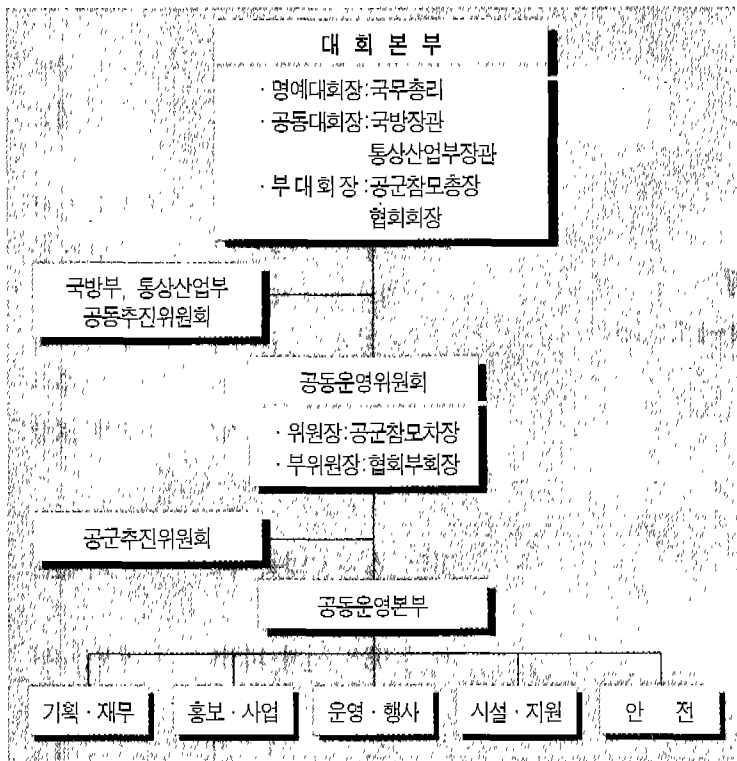 대 회 본 부
· 명예대회장:국무총리
· 공동대회장:국방장관
통상산업부장관
· 부 대 회 장 :공군참모총장
협회회장
국방부, 통상산업부
공동추진위원회
공동운영위원회
· 위원장:공군참모차장
· 부위원장:협회부회장
공군추진위원회
공동운영본부
기획 · 재무
홍보 · 사업
운영 · 행사
시설 · 지원
안 전